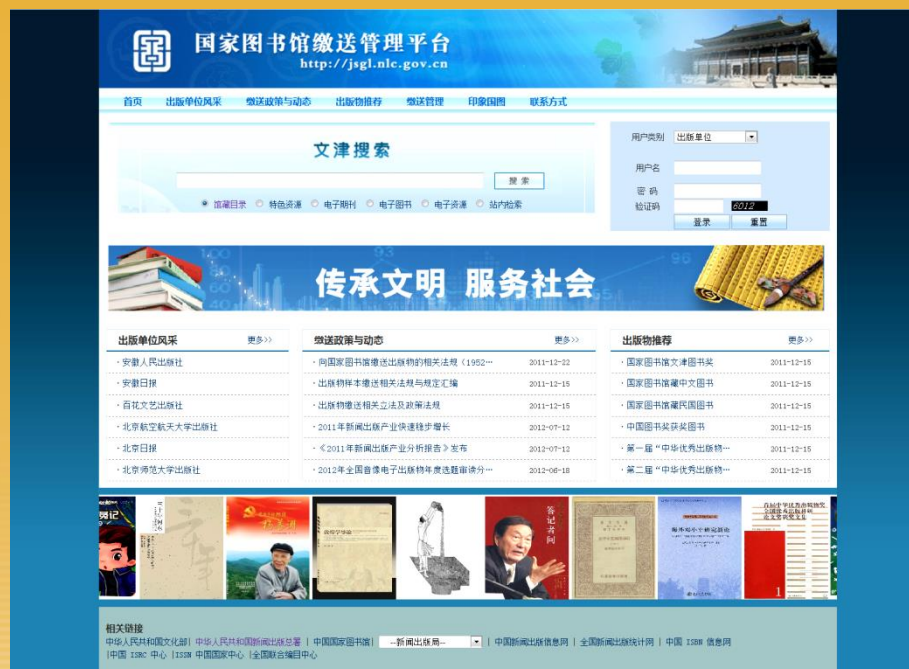 国家图书馆缴送管理平台
http://jsgl.nlc.gov.cn
首页 出版单位风采 缴送政策与动态 出版物推荐 缴送管理 印象国图 联系方式
文津搜索
搜 索
馆藏目录 特色资源 电子期刊 电子图书 电子资源 站内检索
用户类别 出版单位
用户名
密 码
验证码 6012
登录 重置
传承文明 服务社会
出版单位风采 更多>>
·安徽人民出版社
·安徽日报
·百花文艺出版社
·北京航空航天大学出版社
·北京日报
·北京师范大学出版社
缴送政策与动态 更多>>
·向国家图书馆缴送出版物的相关法规（1952… 2011-12-22
·出版物样本缴送相关法规与规定汇编 2011-12-15
·出版物缴送相关立法及政策法规 2011-12-15
·2011年新闻出版产业快速稳步增长 2012-07-12
·《2011年新闻出版产业分析报告》发布 2012-07-12
·2012年全国音像电子出版物年度选题审读分… 2012-06-18
出版物推荐 更多>>
·国家图书馆文津图书奖 2011-12-15
·国家图书馆藏中文图书 2011-12-15
·国家图书馆藏民国图书 2011-12-15
·中国图书奖获奖图书 2011-12-15
·第一届“中华优秀出版物… 2011-12-15
·第二届“中华优秀出版物… 2011-12-15
答记者问
首届中华优秀出版物奖
1
相关链接
中华人民共和国文化部| 中华人民共和国新闻出版总署 | 中国国家图书馆| --新闻出版局-- | 中国新闻出版信息网 | 全国新闻出版统计网 | 中国 ISBN 信息网
|中国 ISRC 中心 |ISSN 中国国家中心 |全国联合编目中心